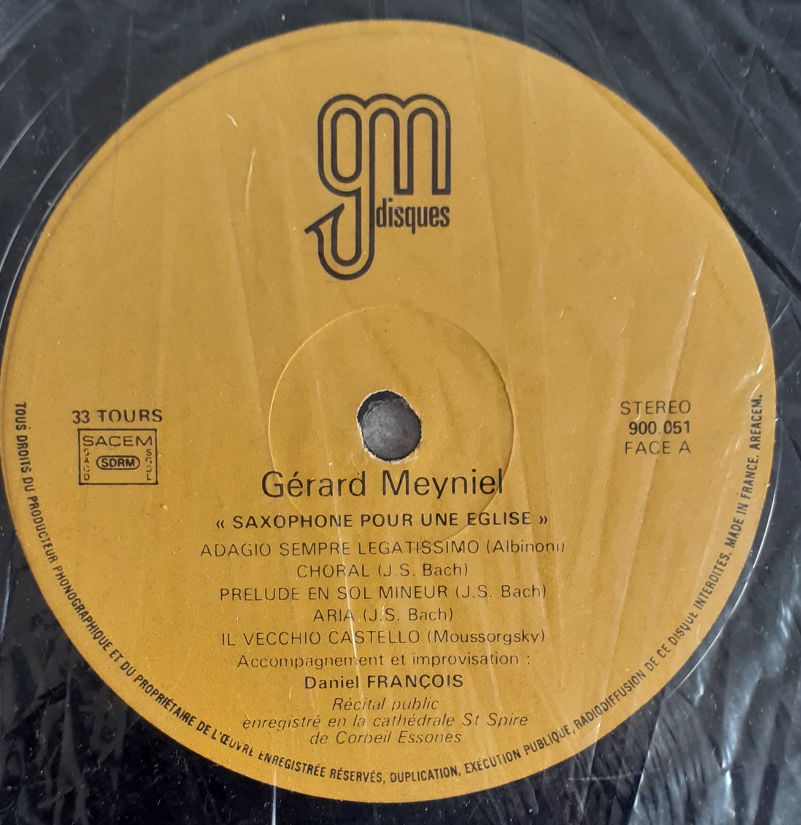 gm
disques
33 TOURS
SACEM
SACD
SDRM
SGDL
STEREO
900.051
FACE A
Gérard Meyniel
« SAXOPHONE POUR UNE EGLISE »
ADAGIO SEMPRE LEGATISSIMO (Albinoni)
CHORAL (J.S. Bach)
PRELUDE EN SOL MINEUR (J.S. Bach)
ARIA (J.S. Bach)
IL VECCHIO CASTELLO (Moussorgsky)
Accompagnement et improvisation :
Daniel FRANÇOIS
Récital public
enregistré en la cathédrale St Spire
de Corbeil Essones
TOUS DROITS DU PRODUCTEUR PHONOGRAPHIQUE ET DU PROPRIÉTAIRE DE L'ŒUVRE ENREGISTRÉE RÉSERVÉS, DUPLICATION, EXÉCUTION PUBLIQUE, RADIODIFFUSION DE CE DISQUE INTERDITES. MADE IN FRANCE. AREACEM.